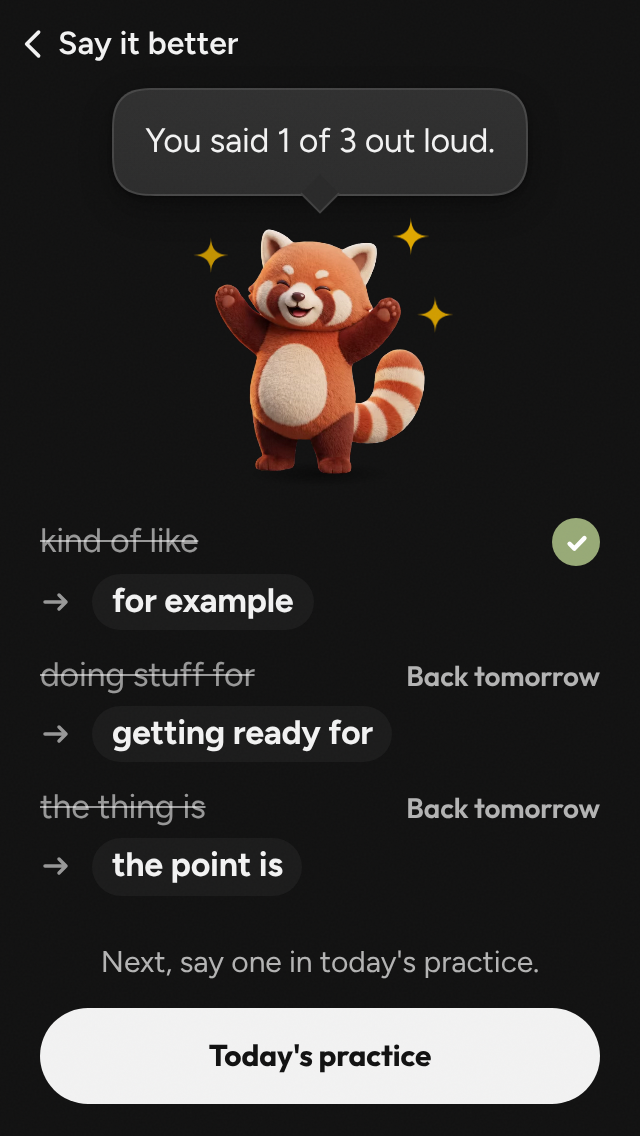 Say it better
You said 1 of 3 out loud.
kind of like
→ for example
doing stuff for
Back tomorrow
→ getting ready for
the thing is
Back tomorrow
→ the point is
Next, say one in today's practice.
Today's practice